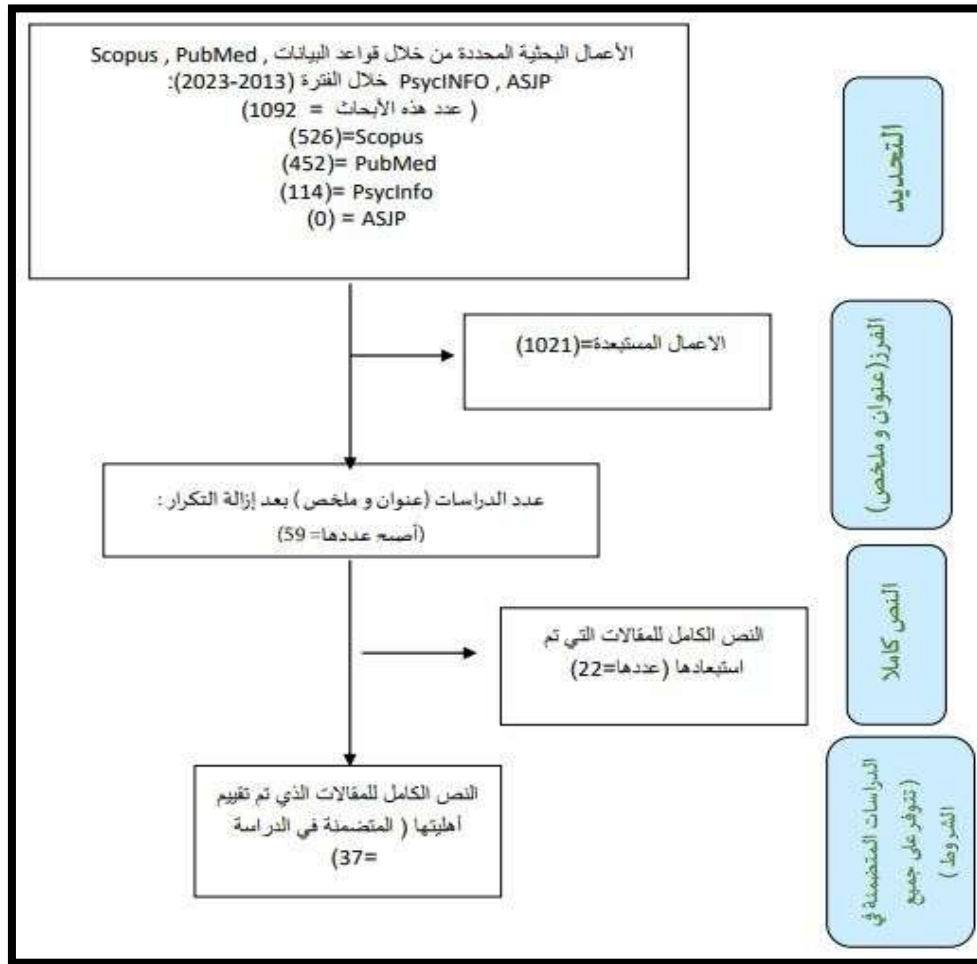 الأعمال البحثية المحددة من خلال قواعد البيانات , Scopus , PubMed
PsycINFO , ASJP خلال الفترة (2013-2023):
( عدد هذه الأبحاث = 1092)
Scopus=(526)
PubMed =(452)
PsycInfo =(114)
ASJP = (0)
التحديد
الاعمال المستبعدة=(1021)
الفرز(عنوان و ملخص)
عدد الدراسات (عنوان و ملخص ) بعد إزالة التكرار :
(أصبح عددها= 59)
النص كاملا
النص الكامل للمقالات التي تم
استبعادها (عددها=22)
النص الكامل للمقالات الذي تم تقييم
أهليتها ( المتضمنة في الدراسة
=37)
الدراسات المتضمنة في
( تتوفر على جميع
الشروط )